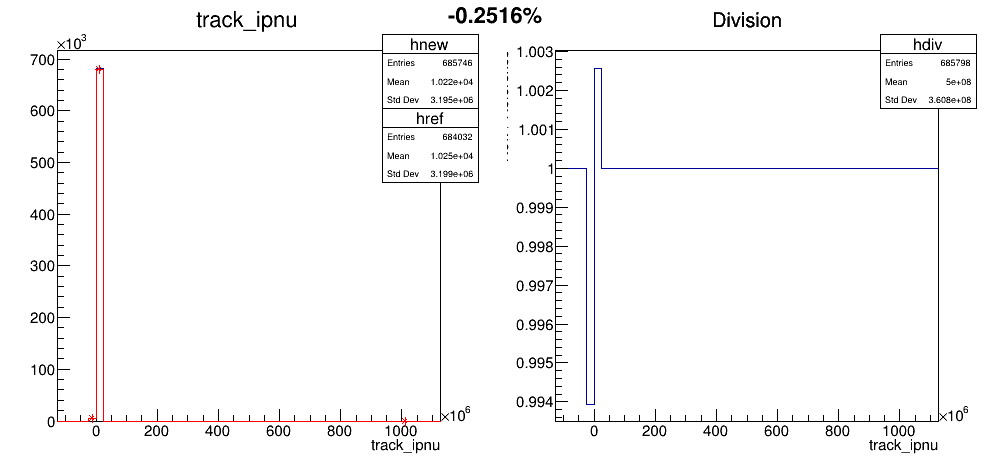 -0.2516%
track_ipnu
×10³
hnew
Entries 685746
Mean 1.022e+04
Std Dev 3.195e+06
href
Entries 684032
Mean 1.025e+04
Std Dev 3.199e+06
700
600
500
400
300
200
100
0
0 200 400 600 800 1000
×10⁶
track_ipnu
Division
hdiv
Entries 685798
Mean 5e+08
Std Dev 3.608e+08
1.003
1.002
1.001
1
0.999
0.998
0.997
0.996
0.995
0.994
0 200 400 600 800 1000
×10⁶
track_ipnu